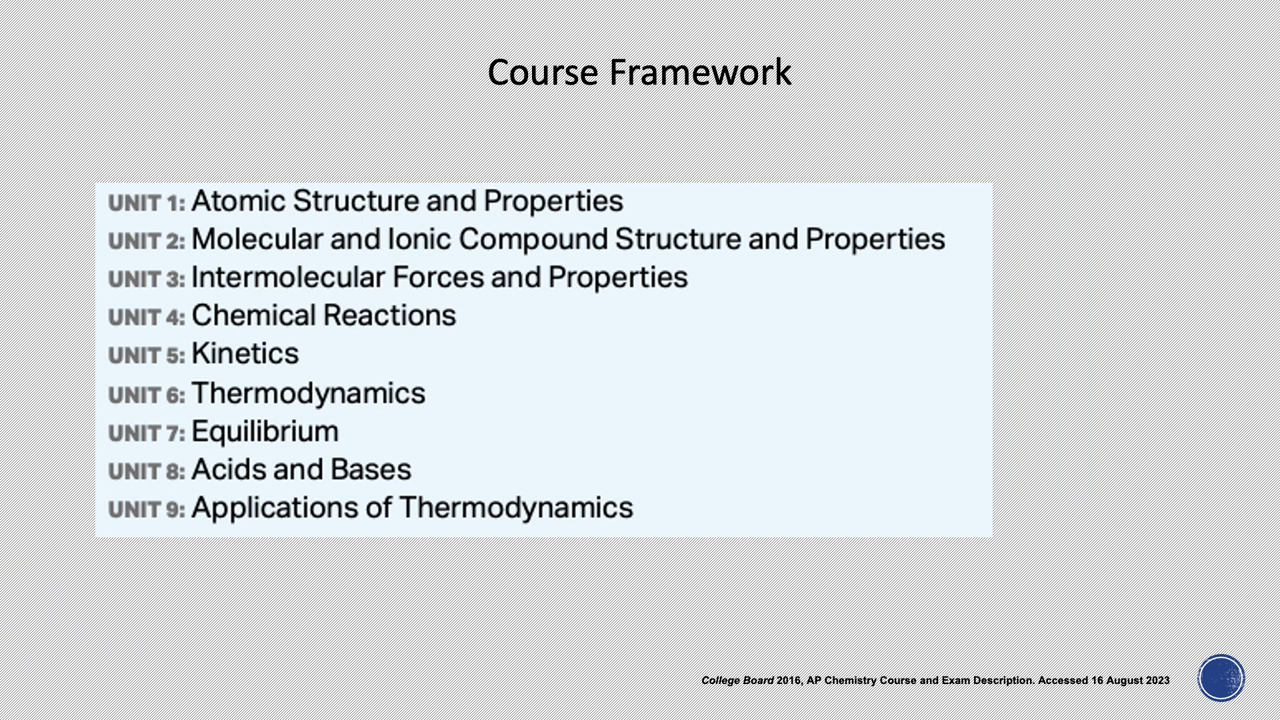 Course Framework
UNIT 1: Atomic Structure and Properties
UNIT 2: Molecular and Ionic Compound Structure and Properties
UNIT 3: Intermolecular Forces and Properties
UNIT 4: Chemical Reactions
UNIT 5: Kinetics
UNIT 6: Thermodynamics
UNIT 7: Equilibrium
UNIT 8: Acids and Bases
UNIT 9: Applications of Thermodynamics
College Board 2016, AP Chemistry Course and Exam Description. Accessed 16 August 2023